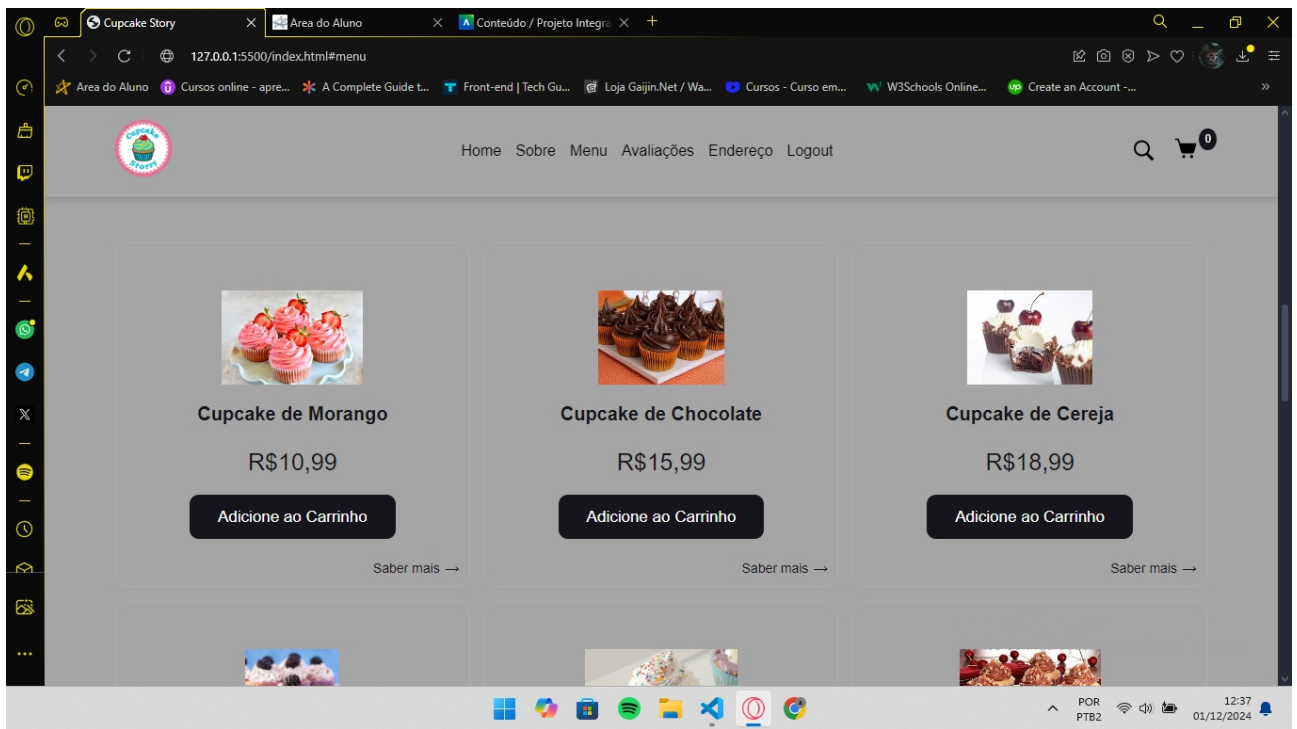 Cupcake Story
Area do Aluno
Conteúdo / Projeto Integra
127.0.0.1:5500/index.html#menu
Area do Aluno
Cursos online - apre...
A Complete Guide t...
Front-end | Tech Gu...
Loja Gaijin.Net / Wa...
Cursos - Curso em...
W3Schools Online...
Create an Account -...
Cupcake
Story
Home Sobre Menu Avaliações Endereço Logout
0
Cupcake de Morango
R$10,99
Adicione ao Carrinho
Saber mais →
Cupcake de Chocolate
R$15,99
Adicione ao Carrinho
Saber mais →
Cupcake de Cereja
R$18,99
Adicione ao Carrinho
Saber mais →
POR
PTB2
12:37
01/12/2024